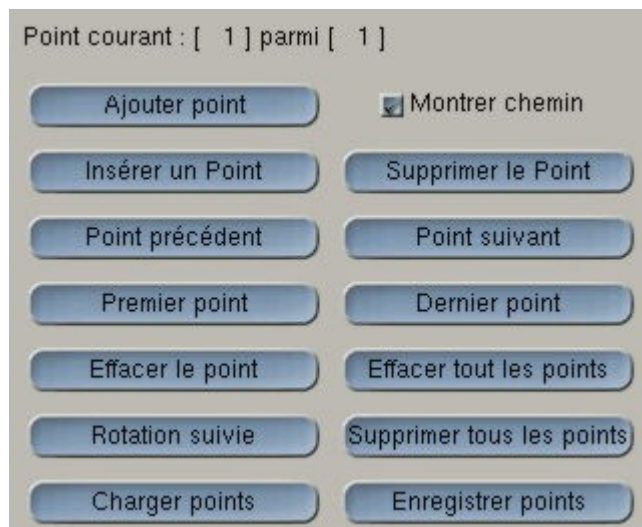 Point courant : [ 1 ] parmi [ 1 ]
Ajouter point
Montrer chemin
Insérer un Point
Supprimer le Point
Point précédent
Point suivant
Premier point
Dernier point
Effacer le point
Effacer tout les points
Rotation suivie
Supprimer tous les points
Charger points
Enregistrer points